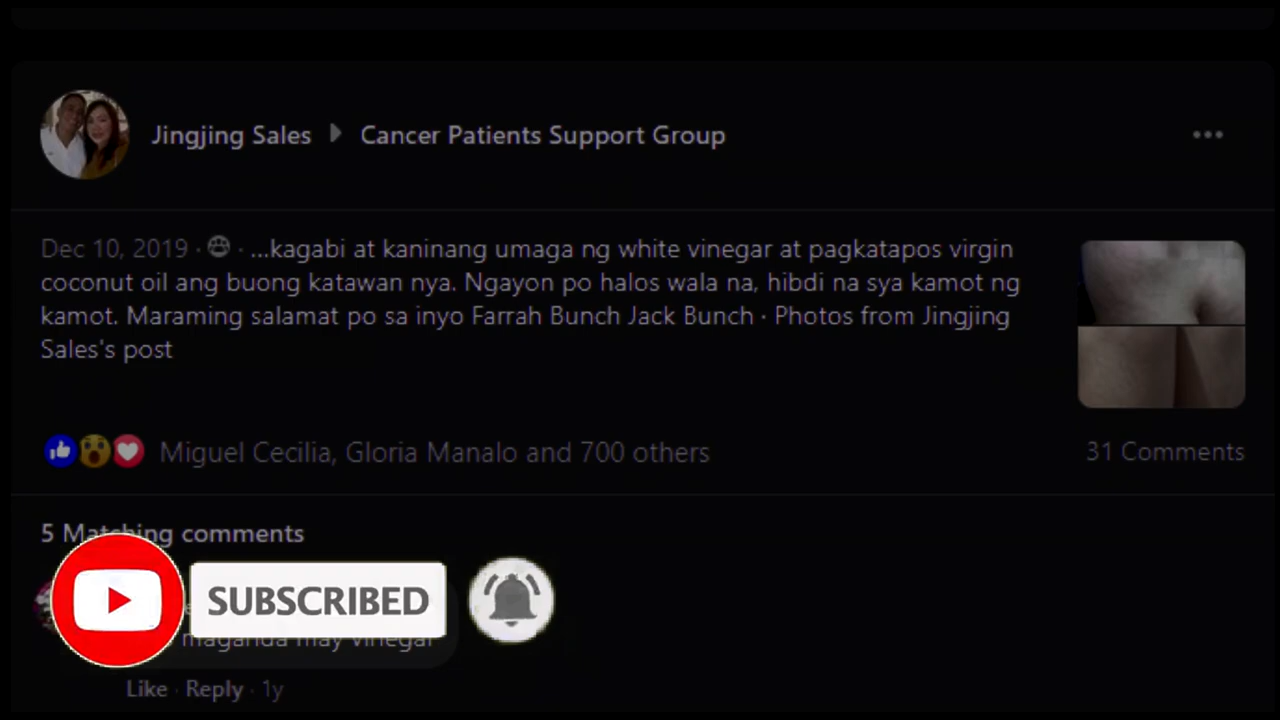 Jingjing Sales Cancer Patients Support Group
Dec 10, 2019 · · ...kagabi at kaninang umaga ng white vinegar at pagkatapos virgin
coconut oil ang buong katawan nya. Ngayon po halos wala na, hibdi na sya kamot ng
kamot. Maraming salamat po sa inyo Farrah Bunch Jack Bunch · Photos from Jingjing
Sales's post
Miguel Cecilia, Gloria Manalo and 700 others
31 Comments
5 Matching comments
SUBSCRIBED
maganda may vinegar
Like · Reply · 1y